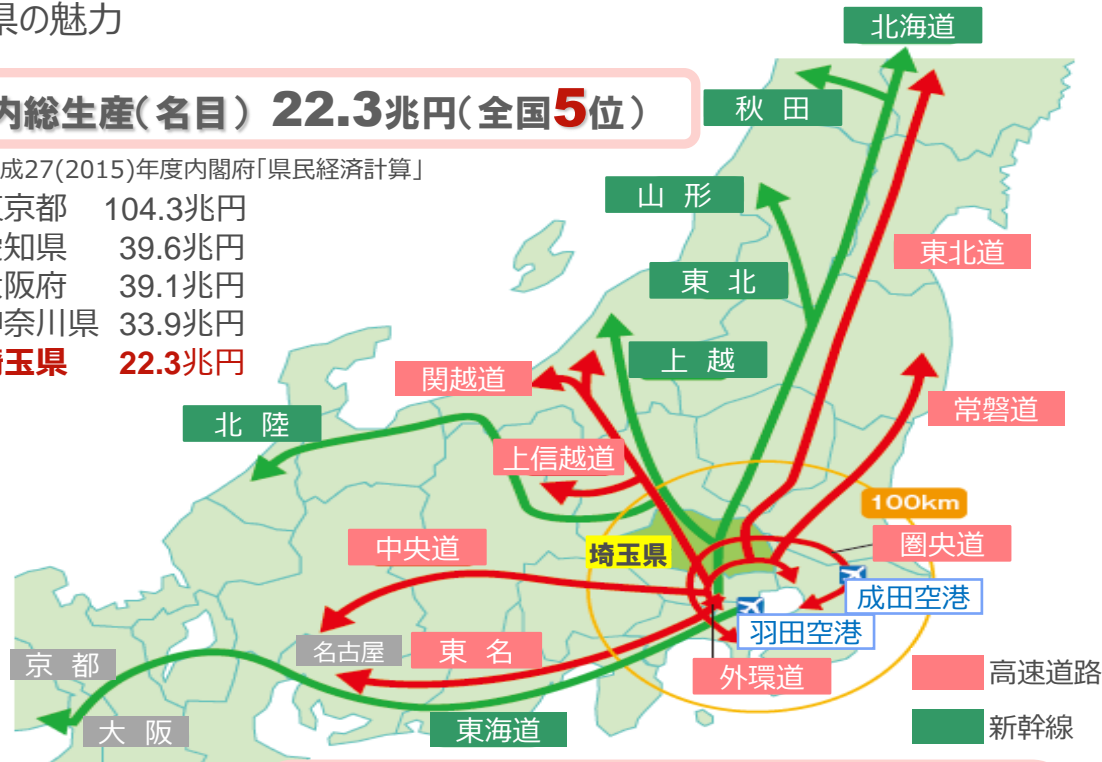 県の魅力
内総生産(名目) 22.3兆円(全国5位)
成27(2015)年度内閣府｢県民経済計算｣
京都 104.3兆円
知県 39.6兆円
阪府 39.1兆円
奈川県 33.9兆円
玉県 22.3兆円
北海道
秋 田
山 形
東北道
東 北
上 越
関越道
常磐道
北 陸
上信越道
100km
中央道
埼玉県
圏央道
成田空港
羽田空港
名古屋
東 名
京 都
外環道
高速道路
大 阪
東海道
新幹線